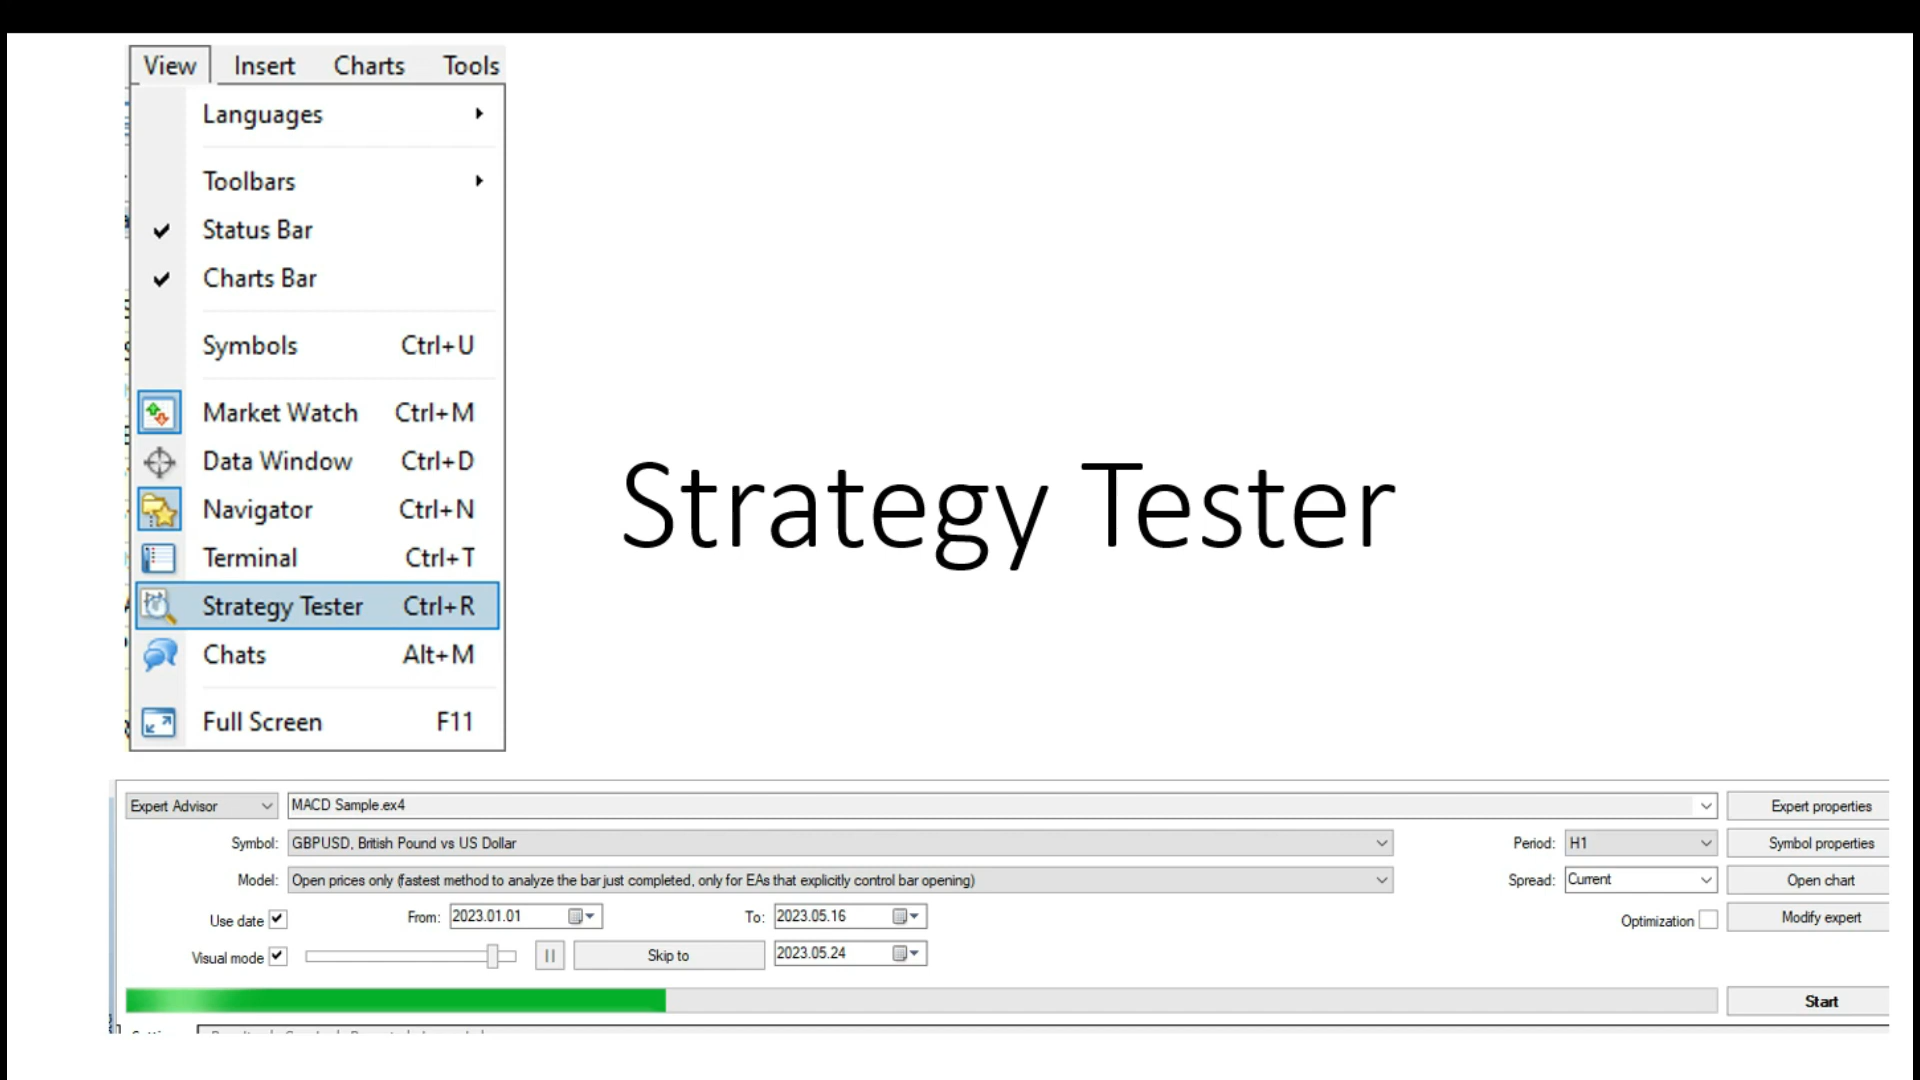 View Insert Charts Tools
Languages
Toolbars
Status Bar
Charts Bar
Symbols Ctrl+U
Market Watch Ctrl+M
Data Window Ctrl+D
Navigator Ctrl+N
Terminal Ctrl+T
Strategy Tester Ctrl+R
Chats Alt+M
Full Screen F11
Strategy Tester
Expert Advisor MACD Sample.ex4 Expert properties
Symbol: GBPUSD, British Pound vs US Dollar Period: H1 Symbol properties
Model: Open prices only (fastest method to analyze the bar just completed, only for EAs that explicitly control bar opening) Spread: Current Open chart
Use date From: 2023.01.01 To: 2023.05.16 Optimization Modify expert
Visual mode Skip to 2023.05.24
Start